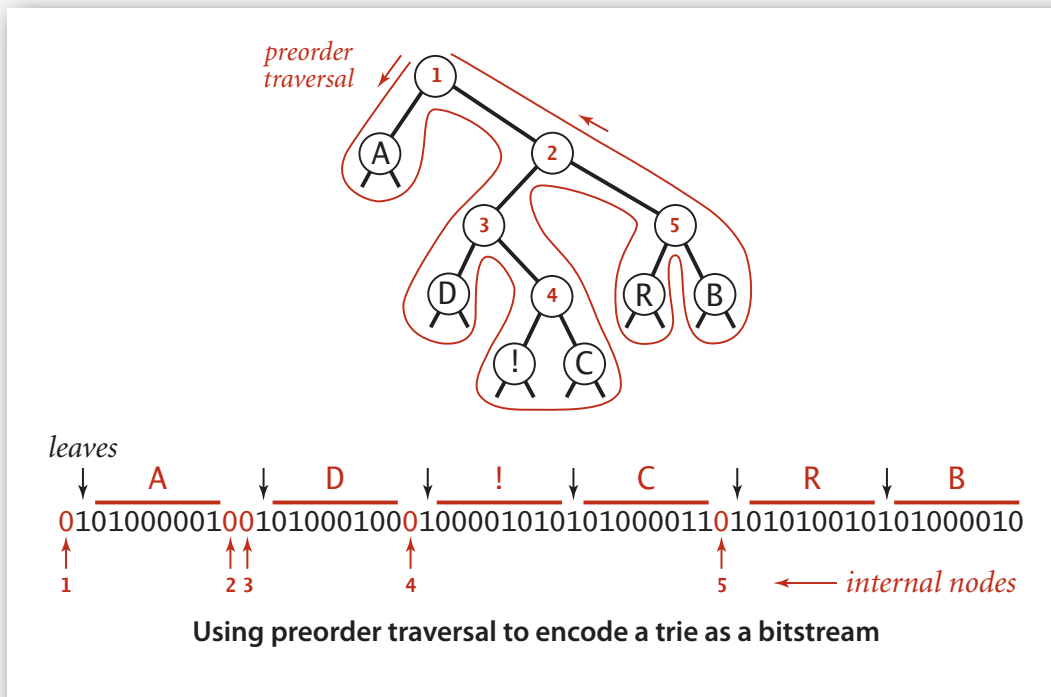 preorder
traversal
1
A
2
3
5
D
4
R
B
!
C
leaves
A D ! C R B
01010000010010100010001000010101010000110101010010101000010
1 2 3 4 5 internal nodes
Using preorder traversal to encode a trie as a bitstream